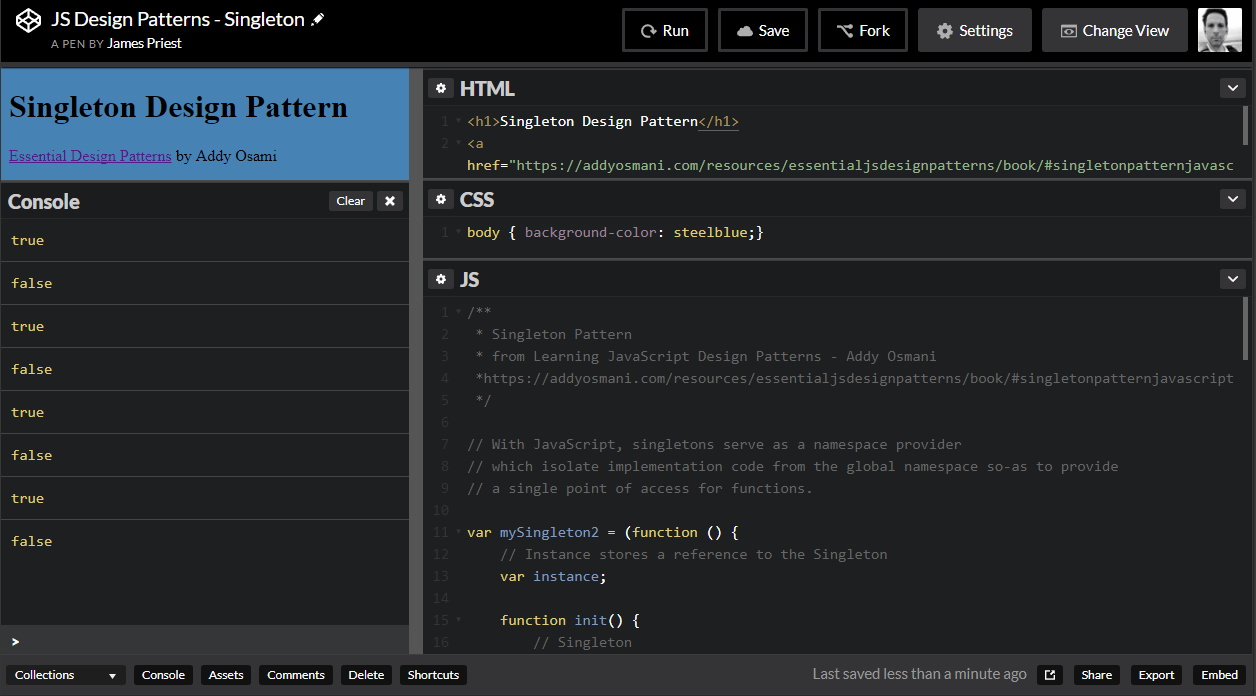 JS Design Patterns - Singleton
A PEN BY James Priest
Run
Save
Fork
Settings
Change View
Singleton Design Pattern
Essential Design Patterns by Addy Osami
Console
Clear
true
false
true
false
true
false
true
false
>
HTML
1 <h1>Singleton Design Pattern</h1>
2 <a
href="https://addyosmani.com/resources/essentialjsdesignpatterns/book/#singletonpatternjavasc
CSS
1 body { background-color: steelblue;}
JS
1 /**
2 * Singleton Pattern
3 * from Learning JavaScript Design Patterns - Addy Osmani
4 *https://addyosmani.com/resources/essentialjsdesignpatterns/book/#singletonpatternjavascript
5 */
6
7 // With JavaScript, singletons serve as a namespace provider
8 // which isolate implementation code from the global namespace so-as to provide
9 // a single point of access for functions.
10
11 var mySingleton2 = (function () {
12 // Instance stores a reference to the Singleton
13 var instance;
14
15 function init() {
16 // Singleton
Collections
Console
Assets
Comments
Delete
Shortcuts
Last saved less than a minute ago
Share
Export
Embed